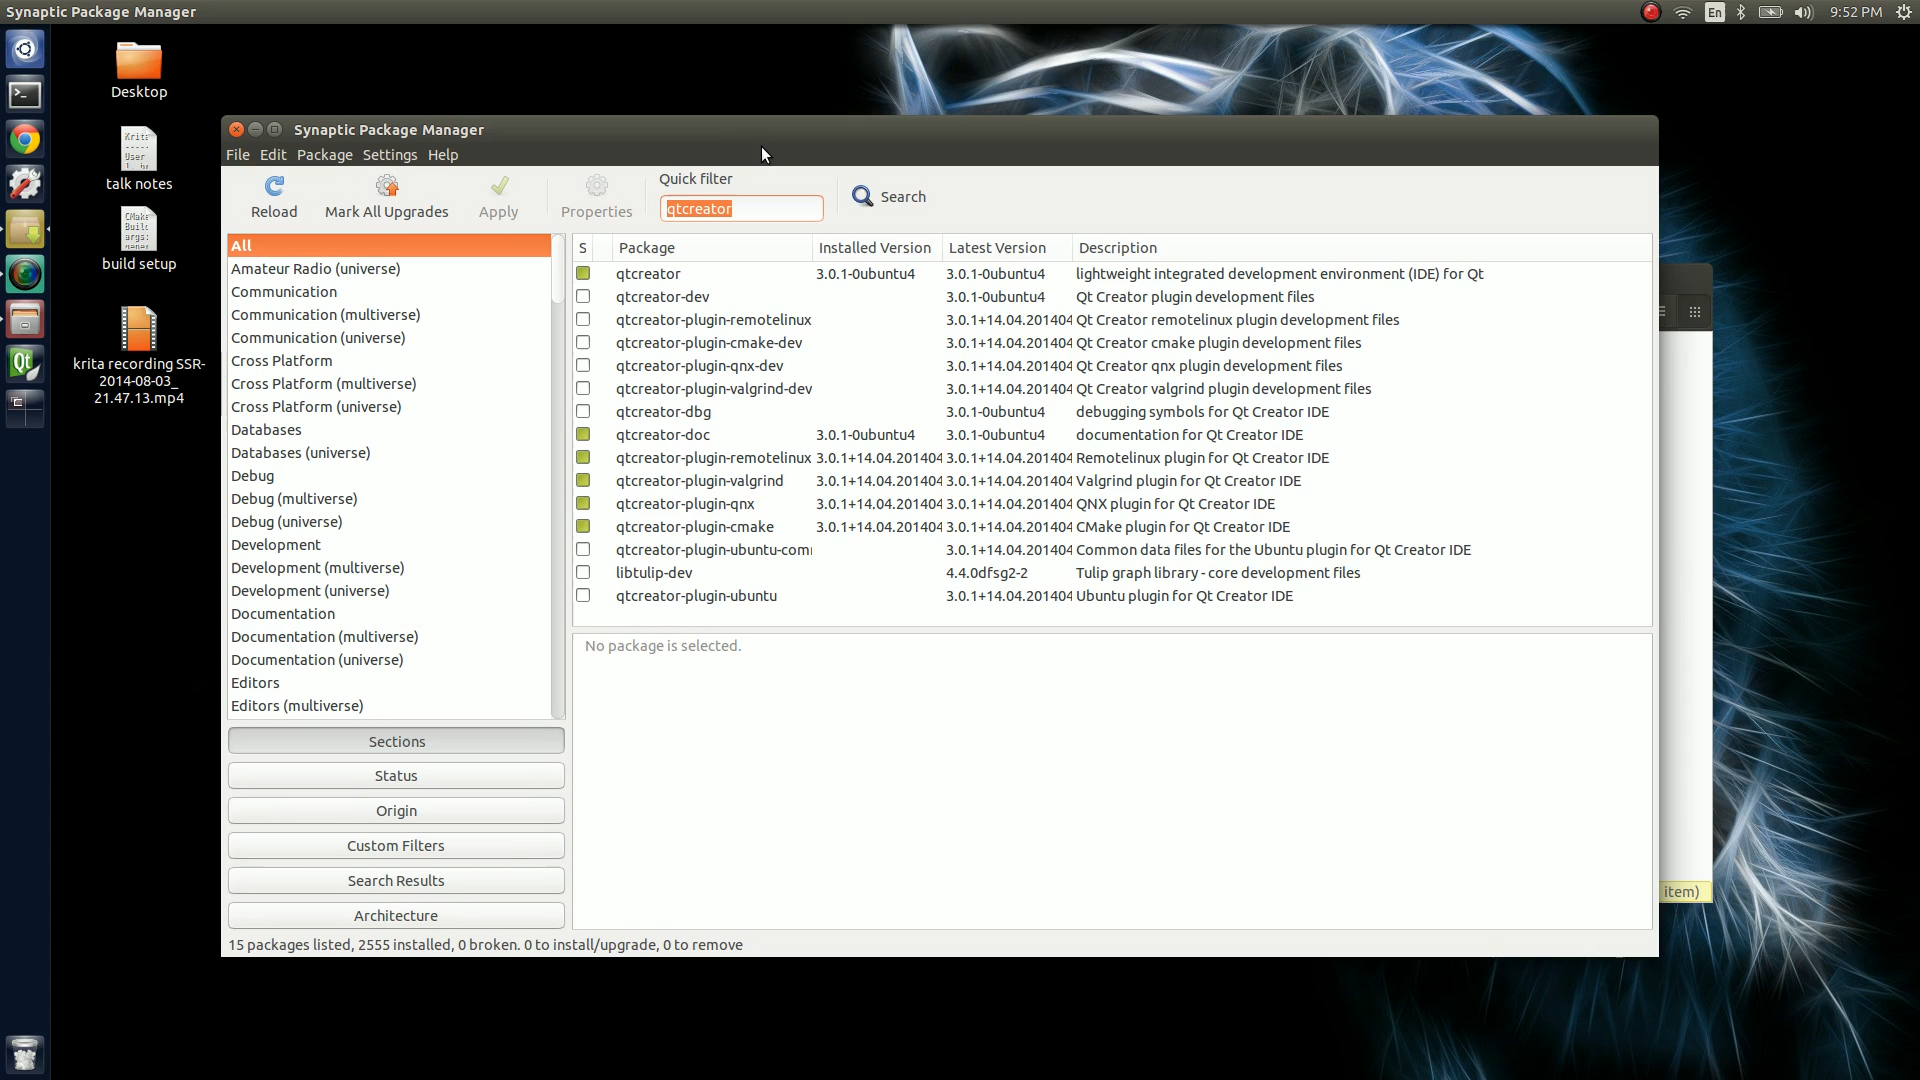 Synaptic Package Manager
En
9:52 PM
Desktop
Krita
User
talk notes
CMake
Buil
args:
build setup
krita recording SSR-
2014-08-03_
21.47.13.mp4
Qt
Synaptic Package Manager
File Edit Package Settings Help
Reload
Mark All Upgrades
Apply
Properties
Quick filter
qtcreator
Search
All
Amateur Radio (universe)
Communication
Communication (multiverse)
Communication (universe)
Cross Platform
Cross Platform (multiverse)
Cross Platform (universe)
Databases
Databases (universe)
Debug
Debug (multiverse)
Debug (universe)
Development
Development (multiverse)
Development (universe)
Documentation
Documentation (multiverse)
Documentation (universe)
Editors
Editors (multiverse)
Sections
Status
Origin
Custom Filters
Search Results
Architecture
S Package Installed Version Latest Version Description
qtcreator 3.0.1-0ubuntu4 3.0.1-0ubuntu4 lightweight integrated development environment (IDE) for Qt
qtcreator-dev 3.0.1-0ubuntu4 Qt Creator plugin development files
qtcreator-plugin-remotelinux 3.0.1+14.04.201404 Qt Creator remotelinux plugin development files
qtcreator-plugin-cmake-dev 3.0.1+14.04.201404 Qt Creator cmake plugin development files
qtcreator-plugin-qnx-dev 3.0.1+14.04.201404 Qt Creator qnx plugin development files
qtcreator-plugin-valgrind-dev 3.0.1+14.04.201404 Qt Creator valgrind plugin development files
qtcreator-dbg 3.0.1-0ubuntu4 debugging symbols for Qt Creator IDE
qtcreator-doc 3.0.1-0ubuntu4 3.0.1-0ubuntu4 documentation for Qt Creator IDE
qtcreator-plugin-remotelinux 3.0.1+14.04.201404 3.0.1+14.04.201404 Remotelinux plugin for Qt Creator IDE
qtcreator-plugin-valgrind 3.0.1+14.04.201404 3.0.1+14.04.201404 Valgrind plugin for Qt Creator IDE
qtcreator-plugin-qnx 3.0.1+14.04.201404 3.0.1+14.04.201404 QNX plugin for Qt Creator IDE
qtcreator-plugin-cmake 3.0.1+14.04.201404 3.0.1+14.04.201404 CMake plugin for Qt Creator IDE
qtcreator-plugin-ubuntu-com 3.0.1+14.04.201404 Common data files for the Ubuntu plugin for Qt Creator IDE
libtulip-dev 4.4.0dfsg2-2 Tulip graph library - core development files
qtcreator-plugin-ubuntu 3.0.1+14.04.201404 Ubuntu plugin for Qt Creator IDE
No package is selected.
item)
15 packages listed, 2555 installed, 0 broken. 0 to install/upgrade, 0 to remove